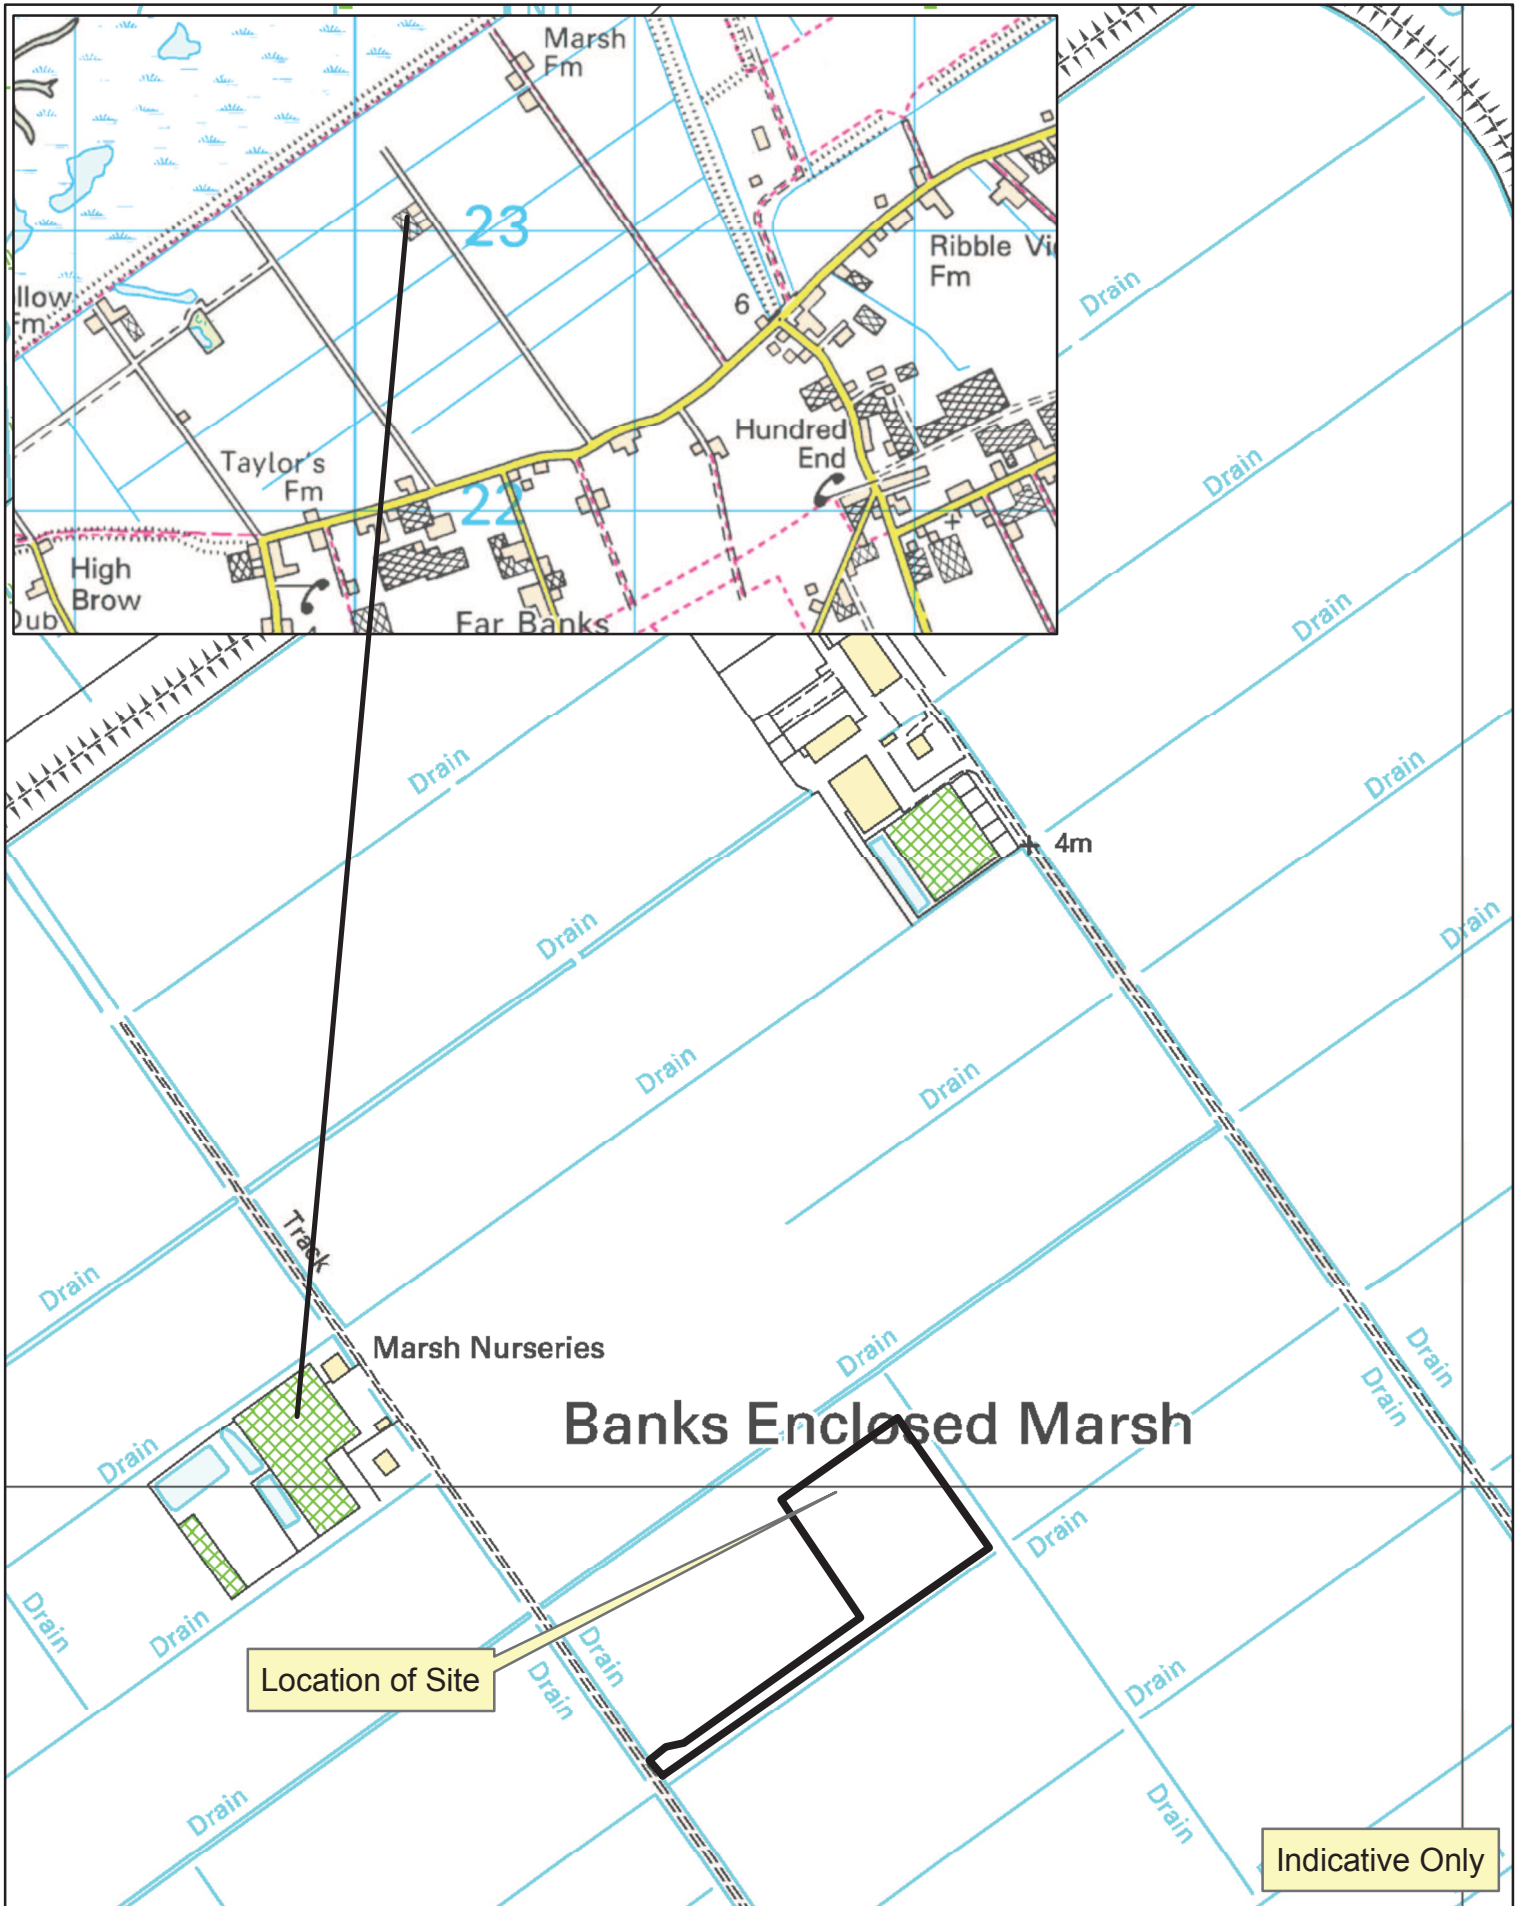 Marsh
Fm
23
Ribble Vi
Fm
llow
Fm
6
Taylor's
Fm
Hundred
End
22
High
Brow
Dub
Far Banks
Drain
Drain
Drain
Drain
Drain
Drain
4m
Drain
Drain
Drain
Drain
Track
Drain
Marsh Nurseries
Drain
Drain
Drain
Banks Enclosed Marsh
Drain
Drain
Drain
Drain
Location of Site
Drain
Drain
Drain
Drain
Drain
Indicative Only